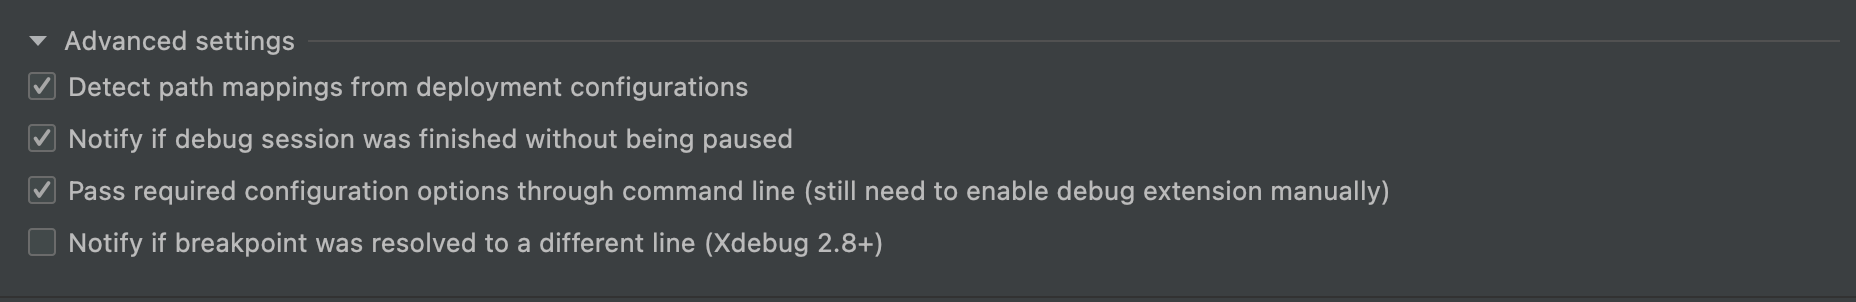 Advanced settings
Detect path mappings from deployment configurations
Notify if debug session was finished without being paused
Pass required configuration options through command line (still need to enable debug extension manually)
Notify if breakpoint was resolved to a different line (Xdebug 2.8+)